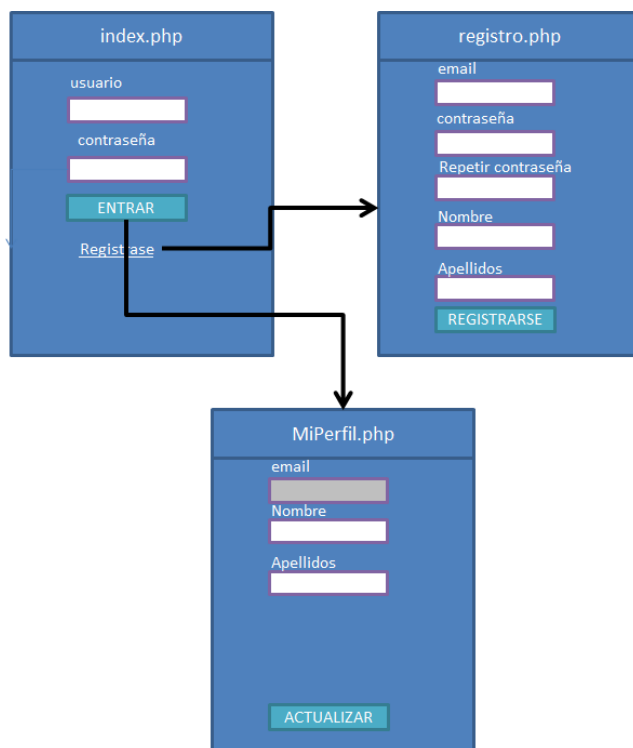 index.php
usuario
contraseña
ENTRAR
Registrase
registro.php
email
contraseña
Repetir contraseña
Nombre
Apellidos
REGISTRARSE
MiPerfil.php
email
Nombre
Apellidos
ACTUALIZAR